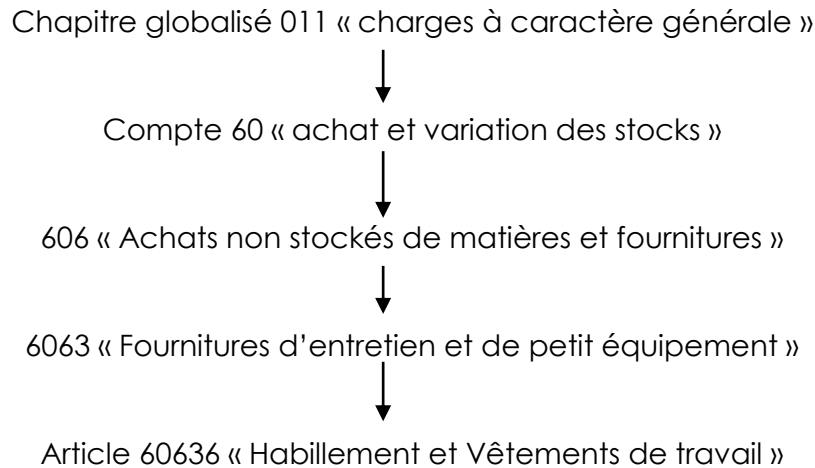 Chapitre globalisé 011 « charges à caractère générale »
Compte 60 « achat et variation des stocks »
606 « Achats non stockés de matières et fournitures »
6063 « Fournitures d’entretien et de petit équipement »
Article 60636 « Habillement et Vêtements de travail »